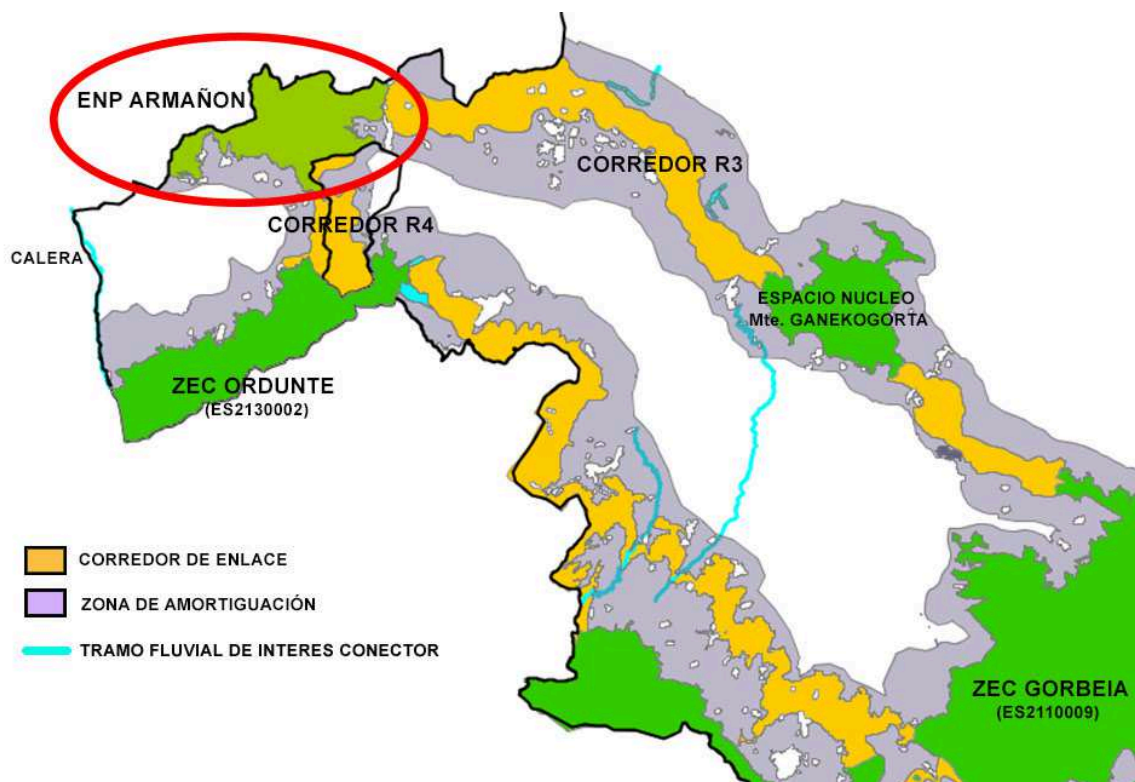 ENP ARMAÑON
CORREDOR R3
CORREDOR R4
CALERA
ESPACIO NUCLEO
Mte. GANEKOGORTA
ZEC ORDUNTE
(ES2130002)
CORREDOR DE ENLACE
ZONA DE AMORTIGUACIÓN
TRAMO FLUVIAL DE INTERES CONECTOR
ZEC GORBEIA
(ES2110009)